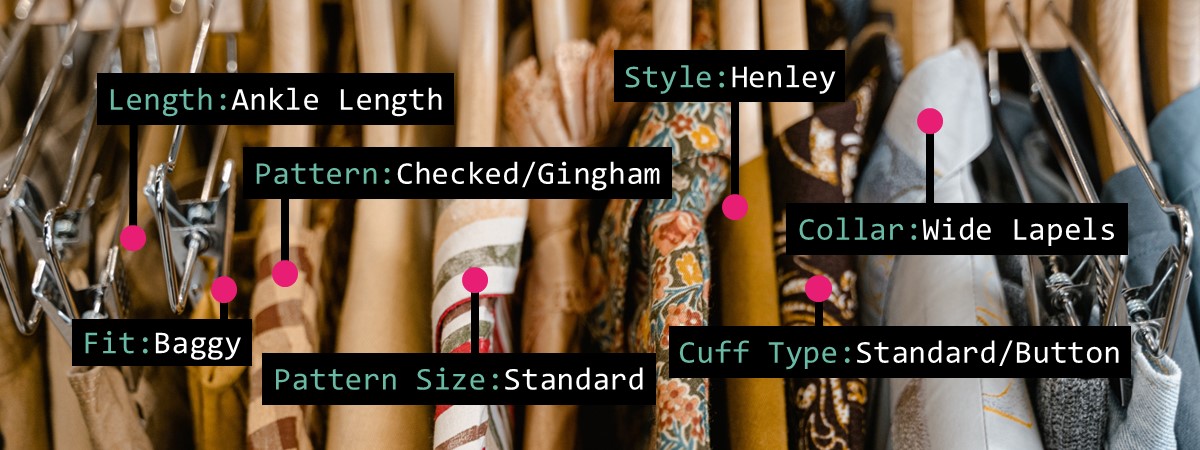 Style:Henley
Length:Ankle Length
Pattern:Checked/Gingham
Collar:Wide Lapels
Fit:Baggy
Cuff Type:Standard/Button
Pattern Size:Standard